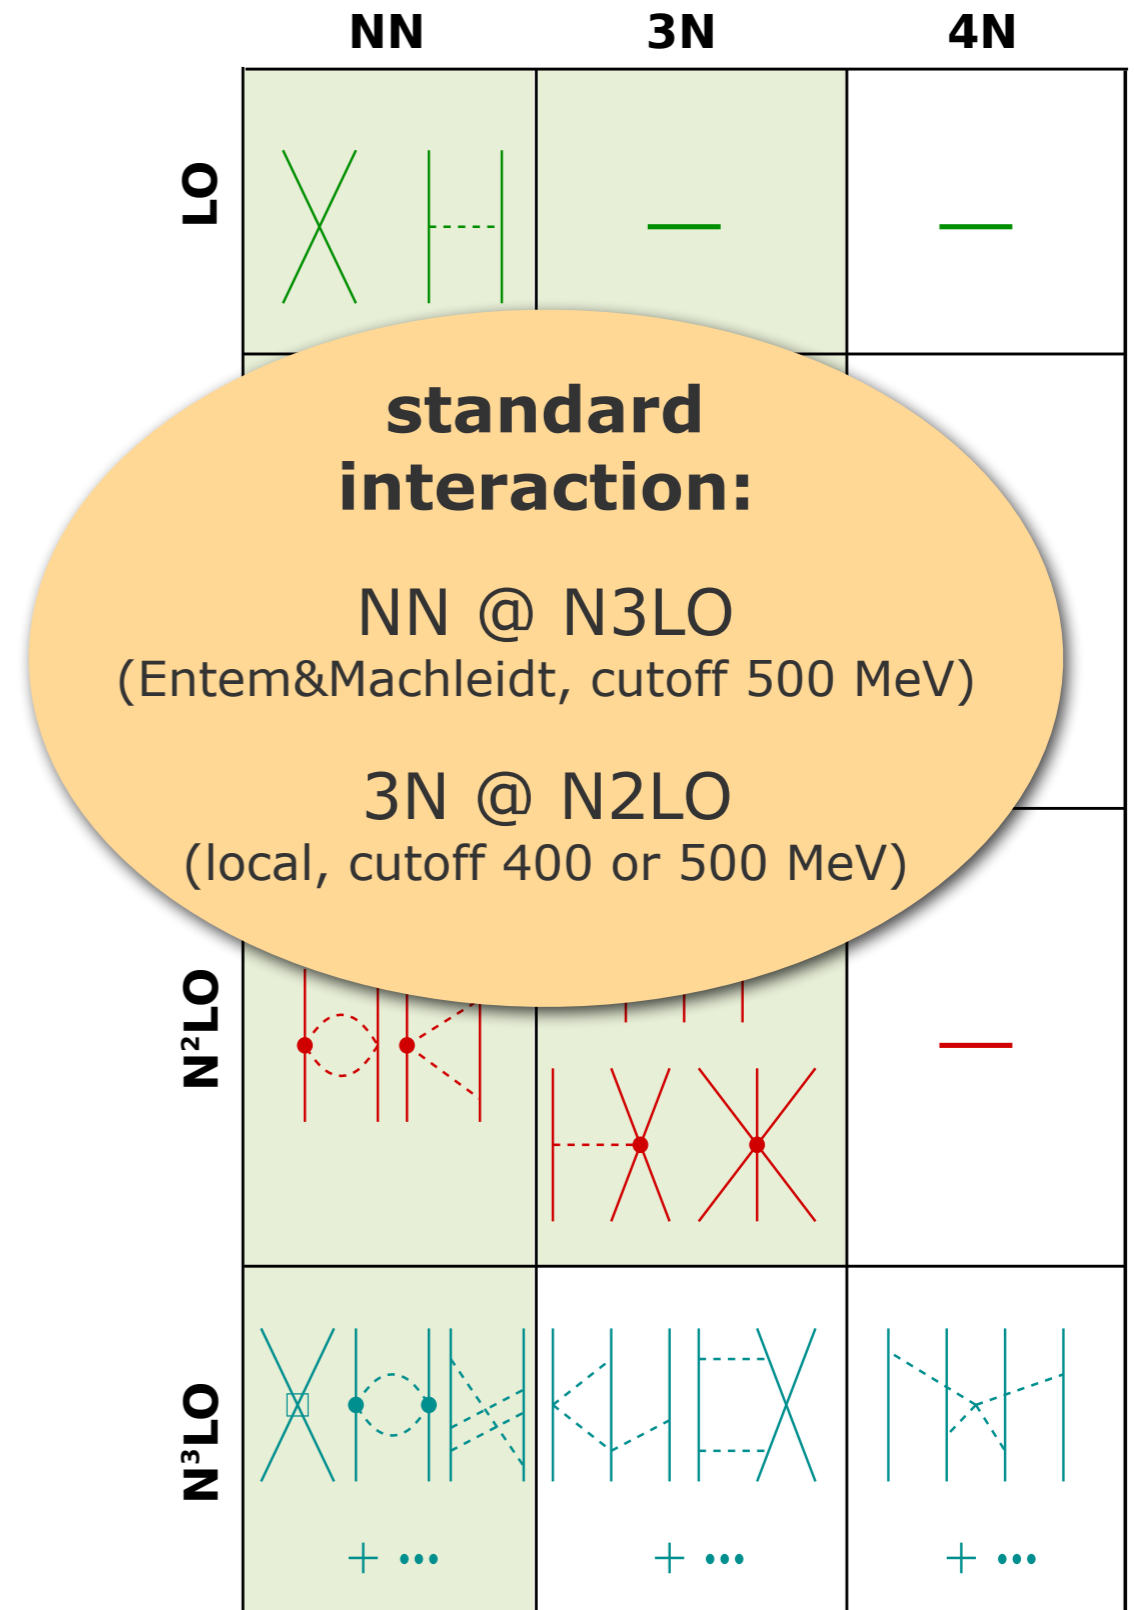 NN 3N 4N
LO
standard
interaction:
NN @ N3LO
(Entem&Machleidt, cutoff 500 MeV)
3N @ N2LO
(local, cutoff 400 or 500 MeV)
N²LO
N³LO
+ ••• + ••• + •••